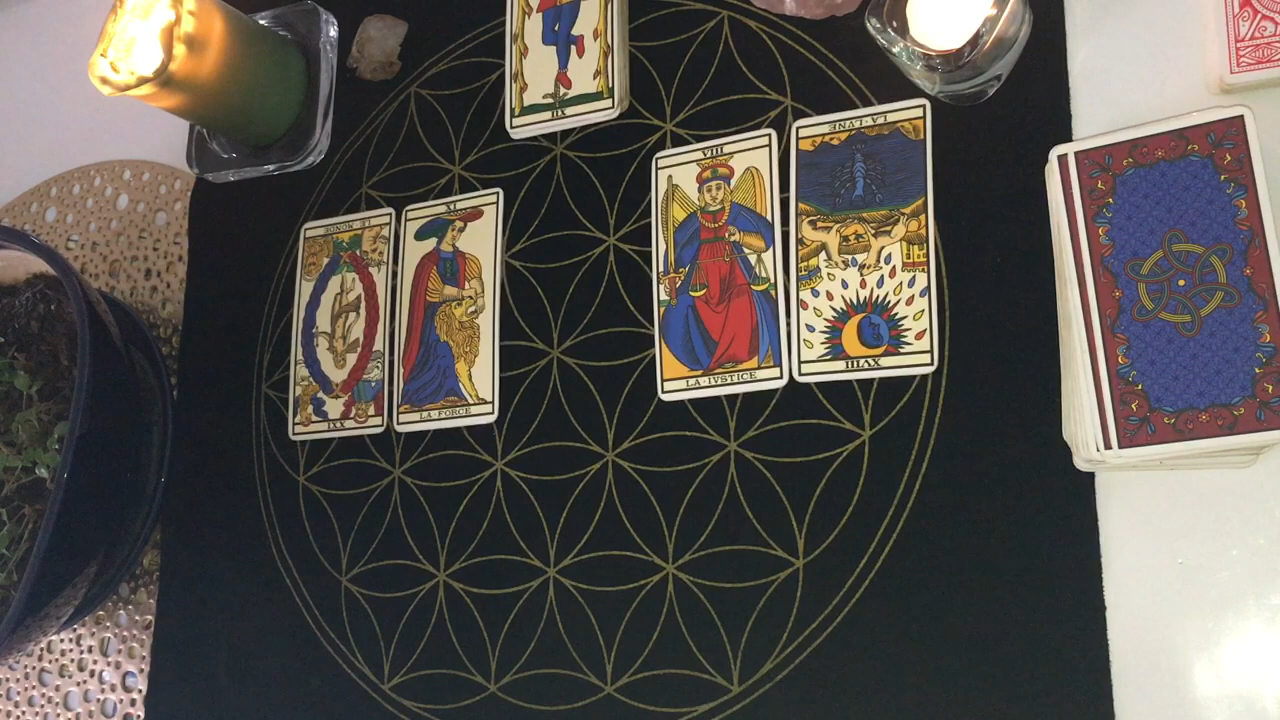 XII
LE·MONDE
XXI
XI
LA·FORCE
VIII
LA·IVSTICE
LA·LVNE
XVIII